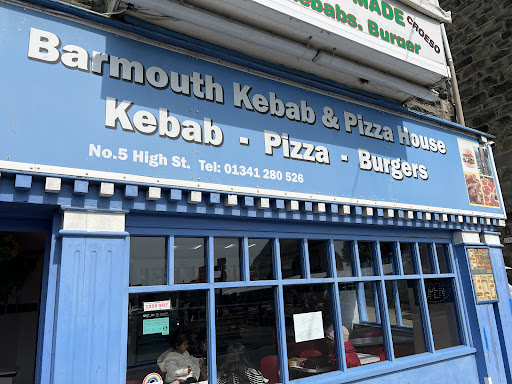 MADE CROESO
Kebabs. Burger
Barmouth Kebab & Pizza House
Kebab - Pizza - Burgers
No.5 High St. Tel: 01341 280 526